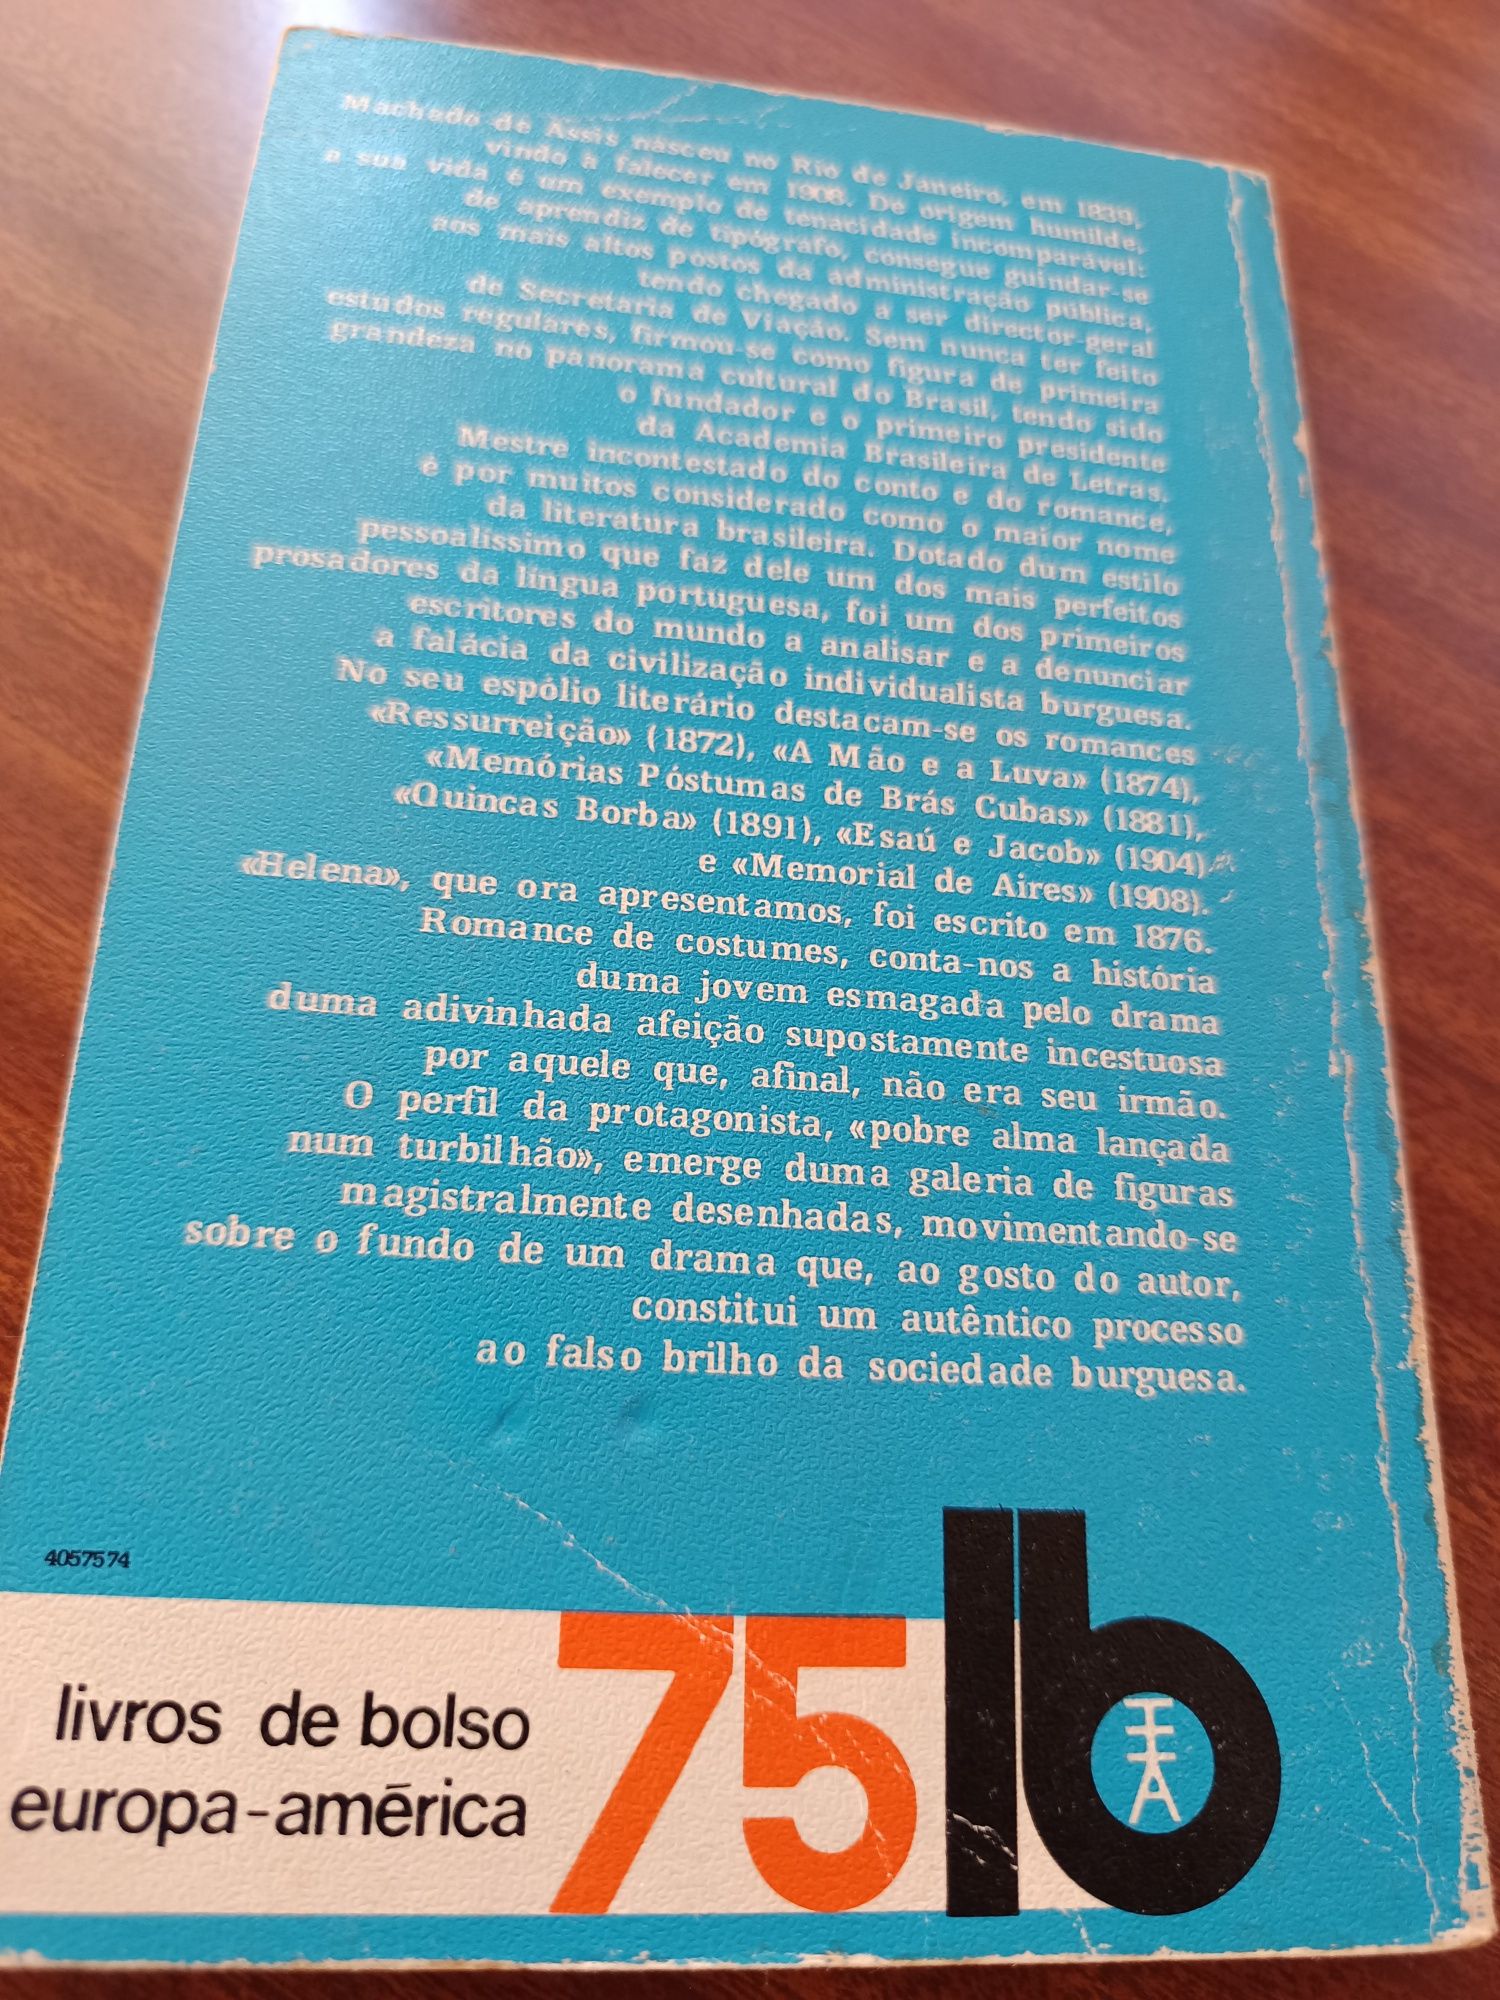 Machado de Assis nasceu no Rio de Janeiro, em 1839,
vindo a falecer em 1908. De origem humilde,
a sua vida é um exemplo de tenacidade incomparável:
de aprendiz de tipógrafo, consegue guindar-se
aos mais altos postos da administração pública,
tendo chegado a ser director-geral
de Secretaria de Viação. Sem nunca ter feito
estudos regulares, firmou-se como figura de primeira
grandeza no panorama cultural do Brasil, tendo sido
o fundador e o primeiro presidente
da Academia Brasileira de Letras.
Mestre incontestado do conto e do romance,
é por muitos considerado como o maior nome
da literatura brasileira. Dotado dum estilo
pessoalíssimo que faz dele um dos mais perfeitos
prosadores da língua portuguesa, foi um dos primeiros
escritores do mundo a analisar e a denunciar
a falácia da civilização individualista burguesa.
No seu espólio literário destacam-se os romances
«Ressurreição» (1872), «A Mão e a Luva» (1874),
«Memórias Póstumas de Brás Cubas» (1881),
«Quincas Borba» (1891), «Esaú e Jacob» (1904)
e «Memorial de Aires» (1908).
«Helena», que ora apresentamos, foi escrito em 1876.
Romance de costumes, conta-nos a história
duma jovem esmagada pelo drama
duma adivinhada afeição supostamente incestuosa
por aquele que, afinal, não era seu irmão.
O perfil da protagonista, «pobre alma lançada
num turbilhão», emerge duma galeria de figuras
magistralmente desenhadas, movimentando-se
sobre o fundo de um drama que, ao gosto do autor,
constitui um autêntico processo
ao falso brilho da sociedade burguesa.
4057574
livros de bolso
europa-américa
75
lb